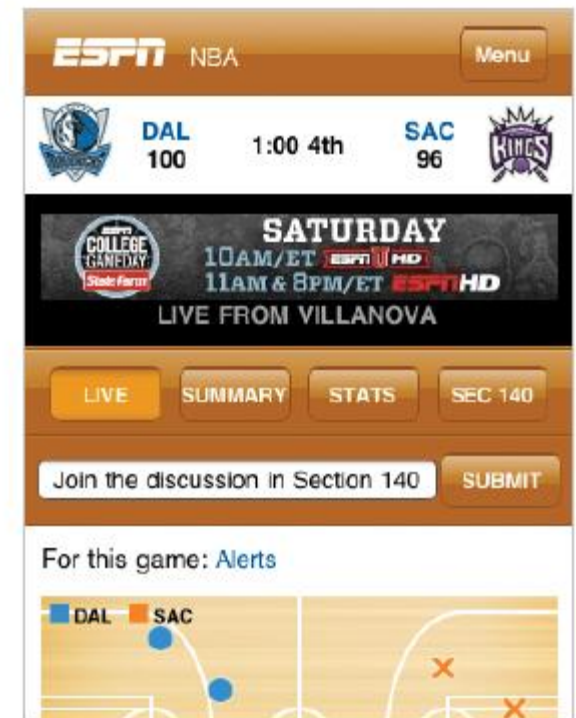 ESPN NBA Menu
DAL 1:00 4th SAC
100 96
KINGS
ESPN
COLLEGE
GAMEDAY
State Farm
SATURDAY
10AM/ET ESPNU HD
11AM & 8PM/ET ESPN HD
LIVE FROM VILLANOVA
LIVE SUMMARY STATS SEC 140
Join the discussion in Section 140 SUBMIT
For this game: Alerts
DAL SAC